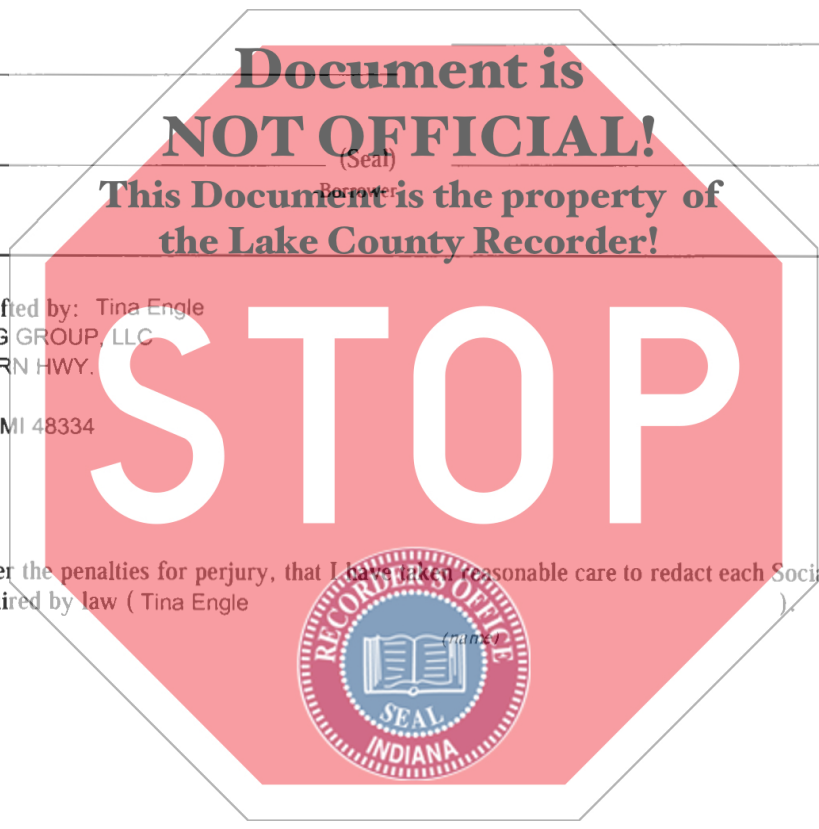 Document is
NOT OFFICIAL!
(Seal)
Borrower
This Document is the property of
the Lake County Recorder!
fted by: Tina Engle
G GROUP, LLC
RN HWY.
MI 48334
STOP
er the penalties for perjury, that I have taken reasonable care to redact each Socia
ired by law ( Tina Engle ).
(name)
RECORDER'S OFFICE
SEAL
INDIANA